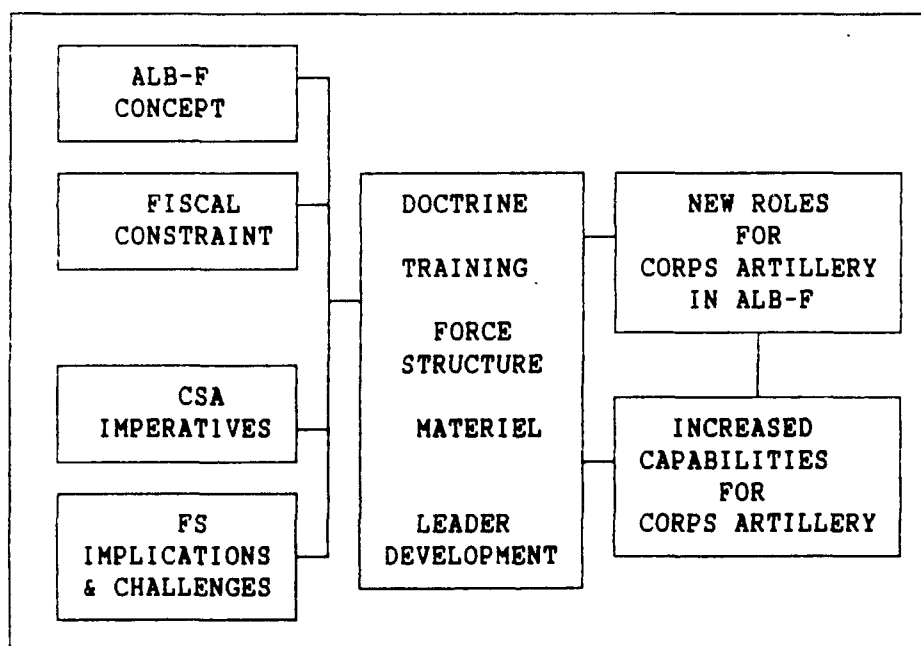 ALB-F
CONCEPT
FISCAL
CONSTRAINT
CSA
IMPERATIVES
FS
IMPLICATIONS
& CHALLENGES
DOCTRINE
TRAINING
FORCE
STRUCTURE
MATERIEL
LEADER
DEVELOPMENT
NEW ROLES
FOR
CORPS ARTILLERY
IN ALB-F
INCREASED
CAPABILITIES
FOR
CORPS ARTILLERY